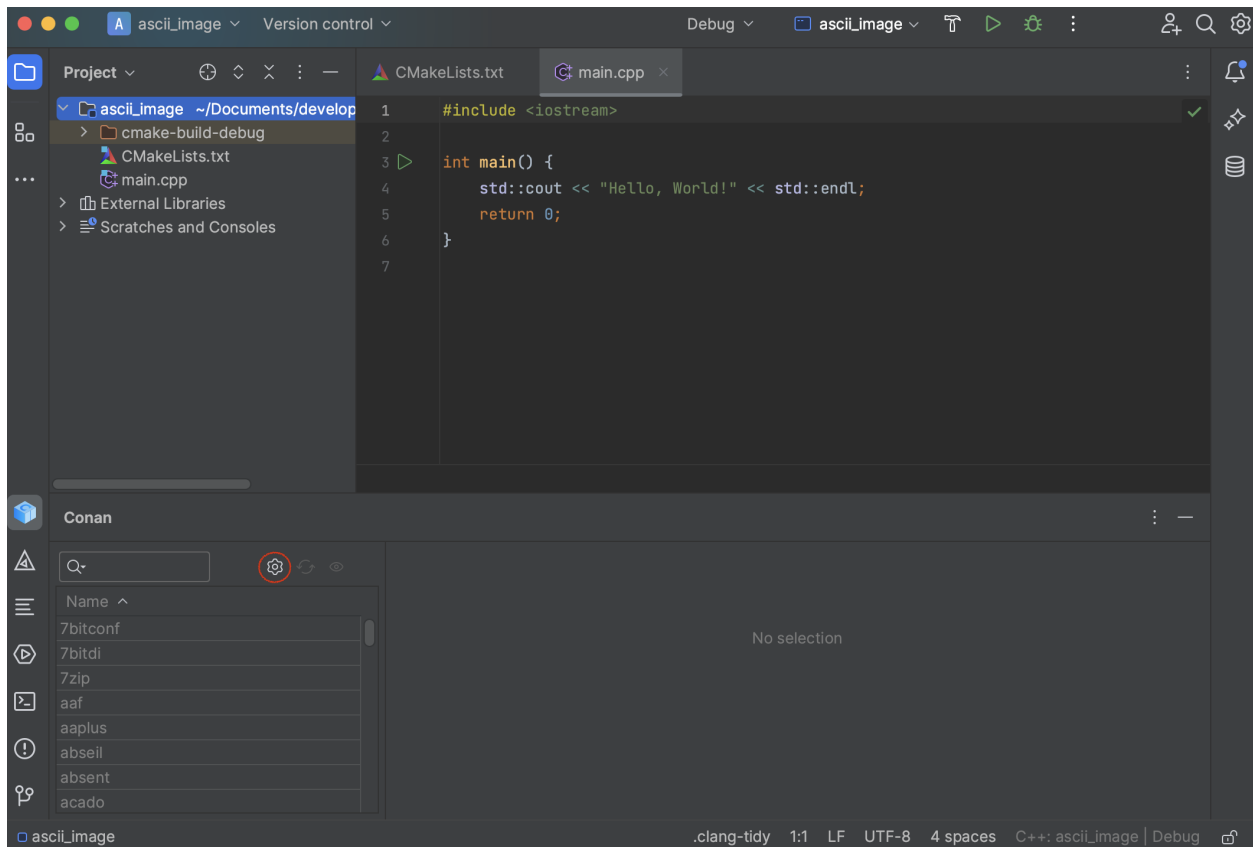 A ascii_image Version control Debug ascii_image
Project
CMakeLists.txt main.cpp
ascii_image ~/Documents/develop
cmake-build-debug
CMakeLists.txt
main.cpp
External Libraries
Scratches and Consoles
1 #include <iostream>
2
3 int main() {
4 std::cout << "Hello, World!" << std::endl;
5 return 0;
6 }
7
Conan
Name
7bitconf
7bitdi
7zip
aaf
aaplus
abseil
absent
acado
No selection
ascii_image .clang-tidy 1:1 LF UTF-8 4 spaces C++: ascii_image | Debug